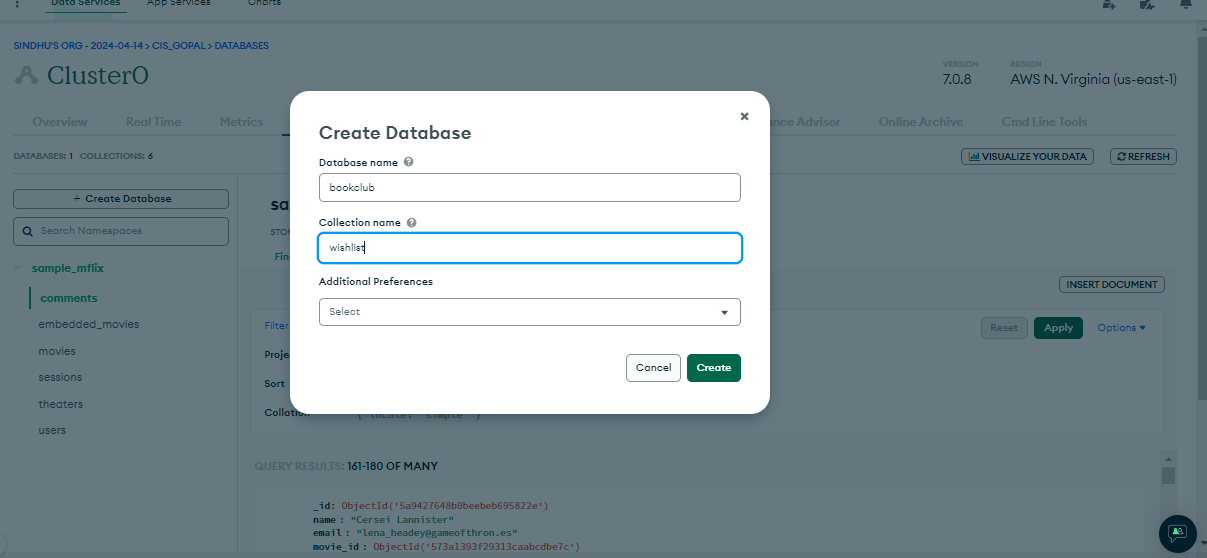 Data Services App Services Charts
SINDHU'S ORG - 2024-04-14 > CIS_GOPAL > DATABASES
Cluster0
VERSION
7.0.8
REGION
AWS N. Virginia (us-east-1)
Overview Real Time Metrics Online Archive Cmd Line Tools
DATABASES: 1 COLLECTIONS: 6
VISUALIZE YOUR DATA REFRESH
+ Create Database
Search Namespaces
sample_mflix
comments
embedded_movies
movies
sessions
theaters
users
Create Database
Database name
bookclub
Collection name
wishlist
Additional Preferences
Select
Cancel Create
INSERT DOCUMENT
Filter
Reset Apply Options
Sort
QUERY RESULTS: 161-180 OF MANY
_id: ObjectId('5a9427648b0beebeb695822e')
name: "Cersei Lannister"
email: "lena_headey@gameofthron.es"
movie_id: ObjectId('573a1393f29313caabcdbe7c')